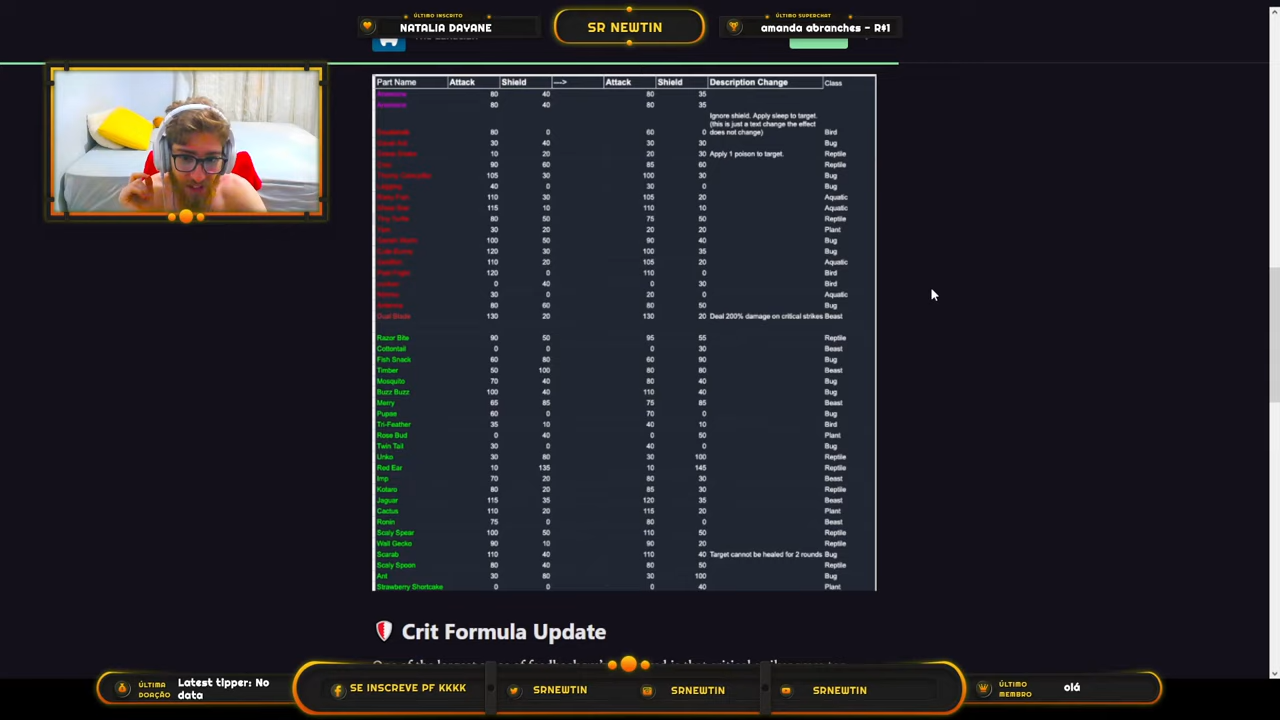 ÚLTIMO INSCRITO
NATALIA DAYANE
SR NEWTIN
ÚLTIMO SUPERCHAT
amanda abranches - R$1
Part Name Attack Shield ---> Attack Shield Description Change Class
Anemone 80 40 80 35
Anemone 80 40 80 35
Ignore shield. Apply sleep to target.
(this is just a text change the effect
80 0 60 0 does not change) Bird
30 40 30 30 Bug
10 20 20 30 Apply 1 poison to target. Reptile
90 60 85 60 Reptile
105 30 100 30 Bug
40 0 30 0 Bug
110 30 105 20 Aquatic
115 10 110 10 Aquatic
Tiny Turtle 80 50 75 50 Reptile
30 20 20 20 Plant
100 50 90 40 Bug
120 30 100 35 Bug
110 20 105 20 Aquatic
120 0 110 0 Bird
0 40 0 30 Bird
30 0 20 0 Aquatic
Antenna 80 60 80 50 Bug
Dual Blade 130 20 130 20 Deal 200% damage on critical strikes Beast
Razor Bite 90 50 95 55 Reptile
Cottontail 0 0 0 30 Beast
Fish Snack 60 80 60 90 Bug
Timber 50 100 80 80 Beast
Mosquito 70 40 80 40 Bug
Buzz Buzz 100 40 110 40 Bug
Merry 65 85 75 85 Beast
Pupae 60 0 70 0 Bug
Tri-Feather 35 10 40 10 Bird
Rose Bud 0 40 0 50 Plant
Twin Tail 30 0 40 0 Bug
Unko 30 80 30 100 Reptile
Red Ear 10 135 10 145 Reptile
Imp 70 20 80 30 Beast
Kotaro 80 20 85 30 Reptile
Jaguar 115 35 120 35 Beast
Cactus 110 20 115 20 Plant
Ronin 75 0 80 0 Beast
Scaly Spear 100 50 110 50 Reptile
Wall Gecko 90 10 90 20 Reptile
Scarab 110 40 110 40 Target cannot be healed for 2 rounds Bug
Scaly Spoon 80 40 80 50 Reptile
Ant 30 80 30 100 Bug
Strawberry Shortcake 0 0 0 40 Plant
Crit Formula Update
ÚLTIMA
DOAÇÃO
Latest tipper: No
data
SE INSCREVE PF KKKK
SRNEWTIN
SRNEWTIN
SRNEWTIN
ÚLTIMO
MEMBRO
olá